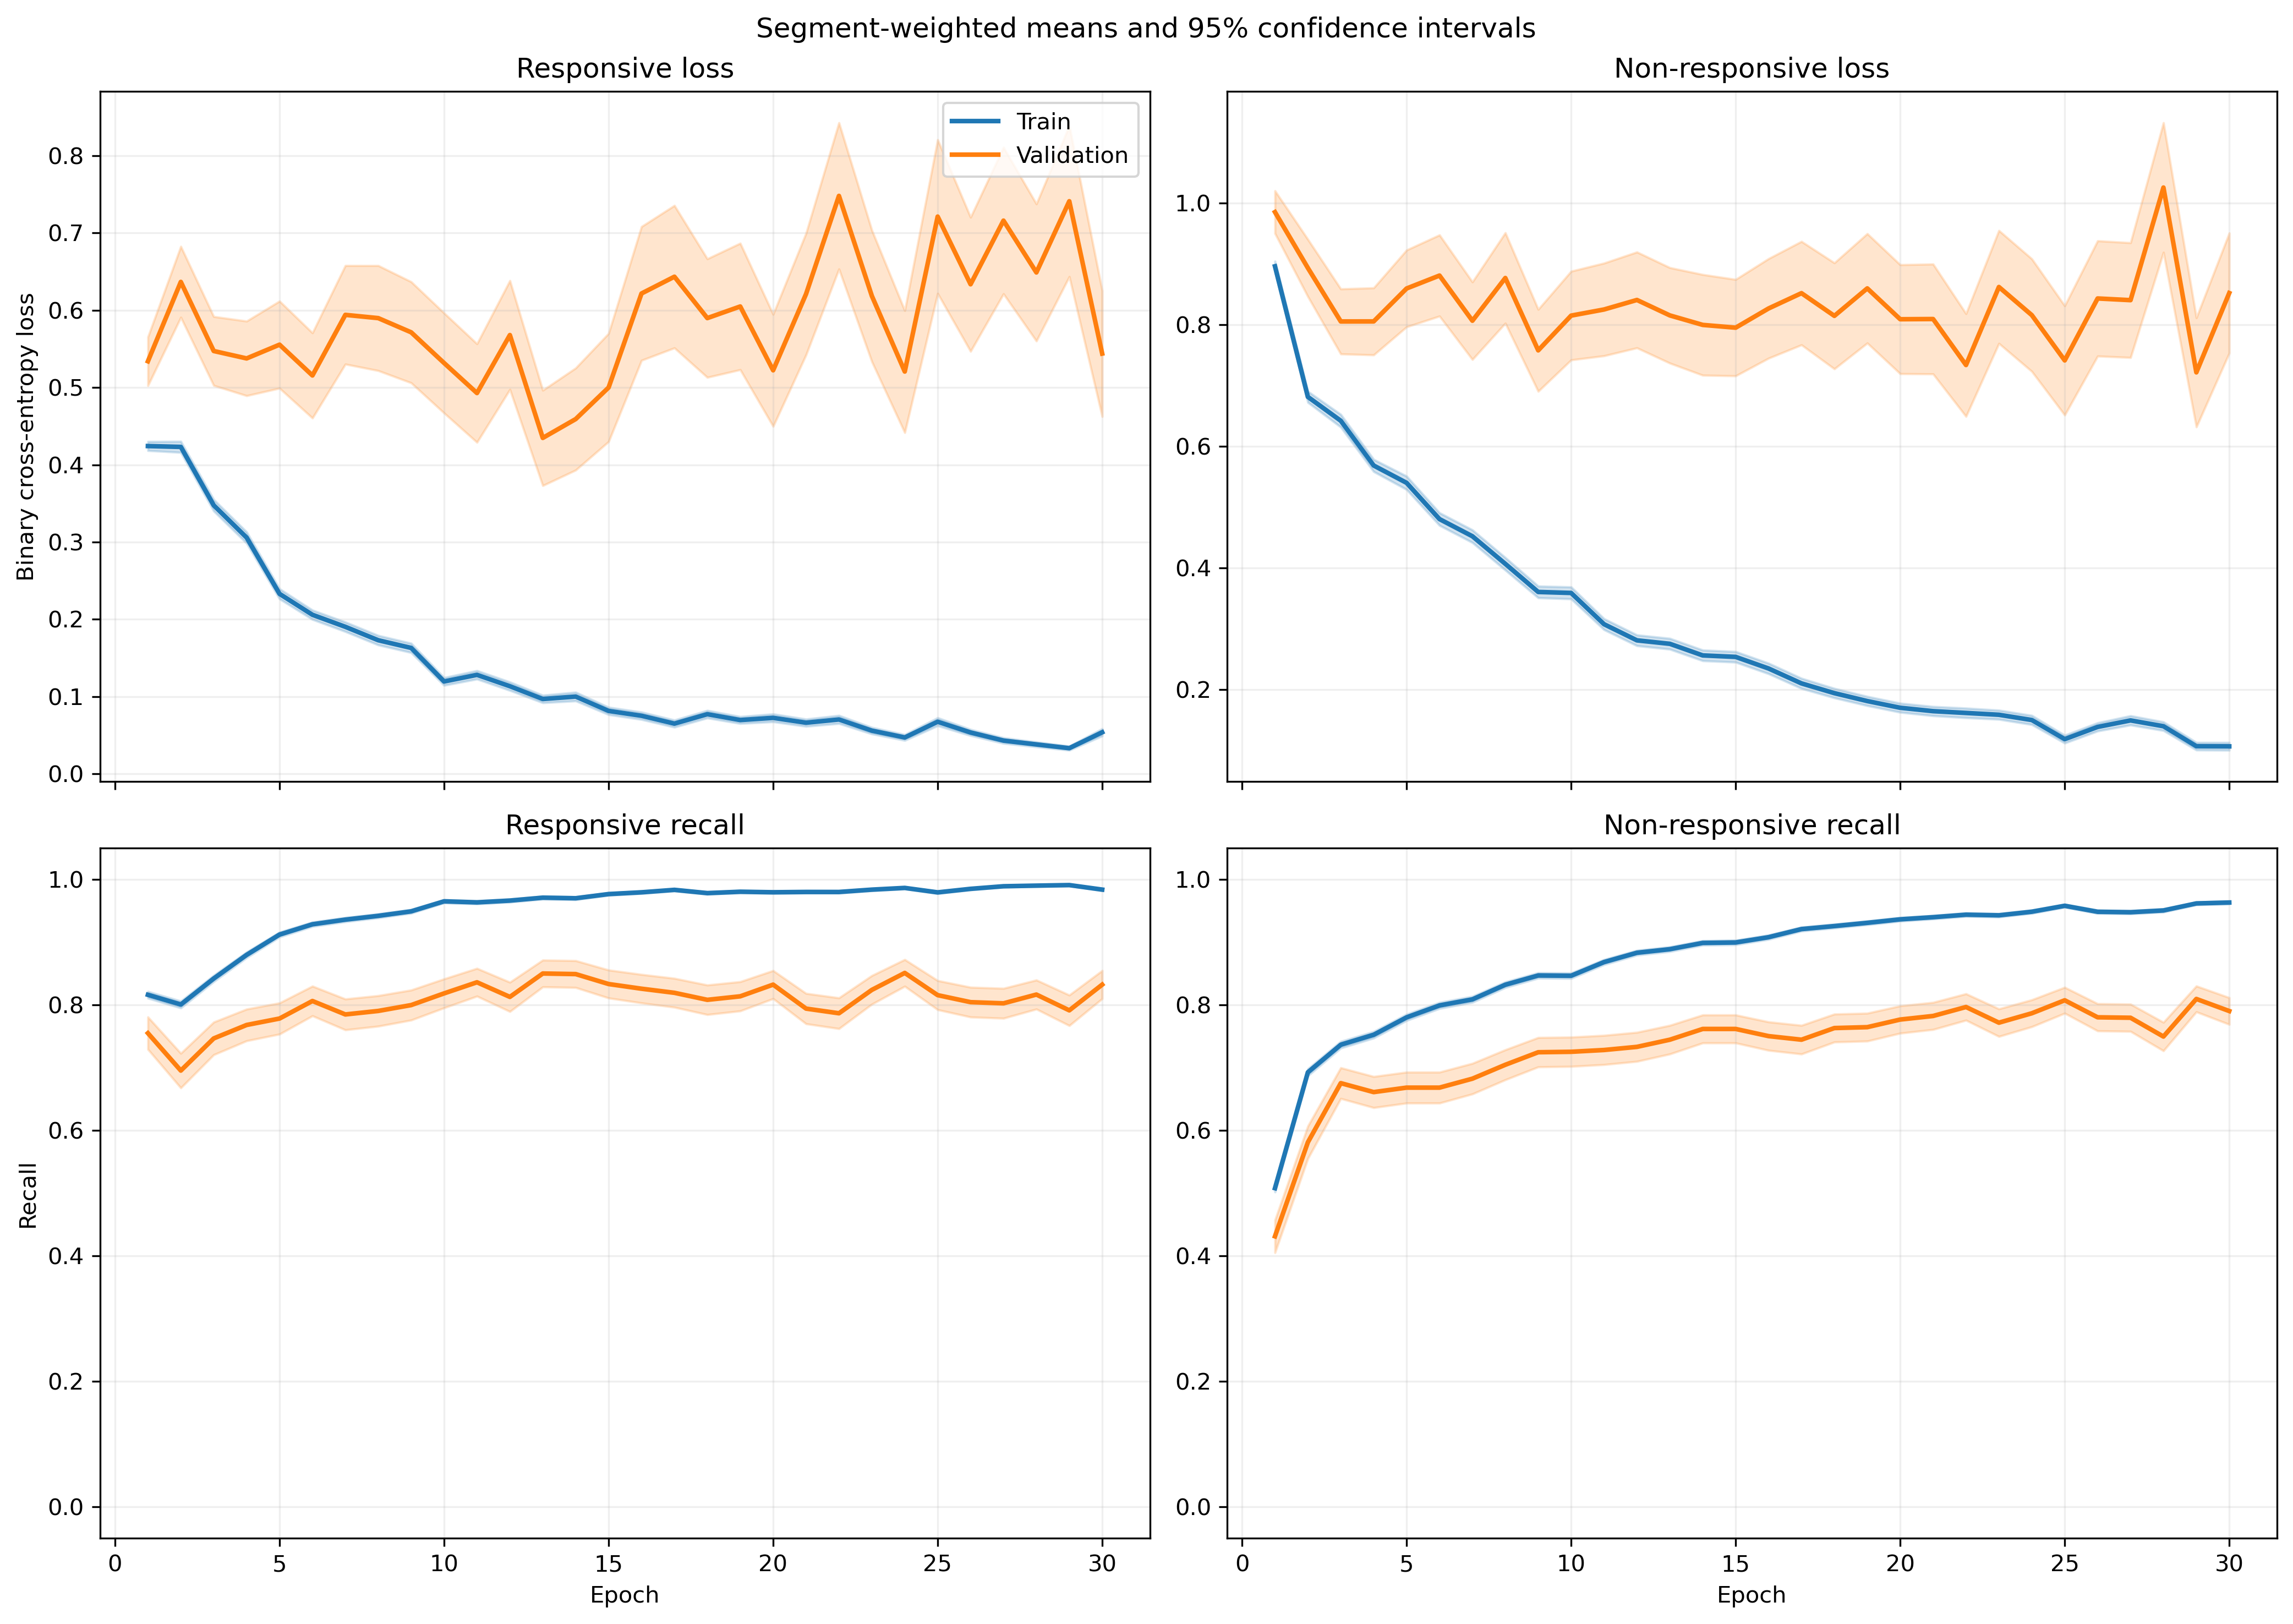 Segment-weighted means and 95% confidence intervals
Responsive loss
Non-responsive loss
Train
Validation
Binary cross-entropy loss
0.8
0.7
0.6
0.5
0.4
0.3
0.2
0.1
0.0
1.0
0.8
0.6
0.4
0.2
Responsive recall
Non-responsive recall
Recall
1.0
0.8
0.6
0.4
0.2
0.0
0 5 10 15 20 25 30
Epoch
1.0
0.8
0.6
0.4
0.2
0.0
0 5 10 15 20 25 30
Epoch